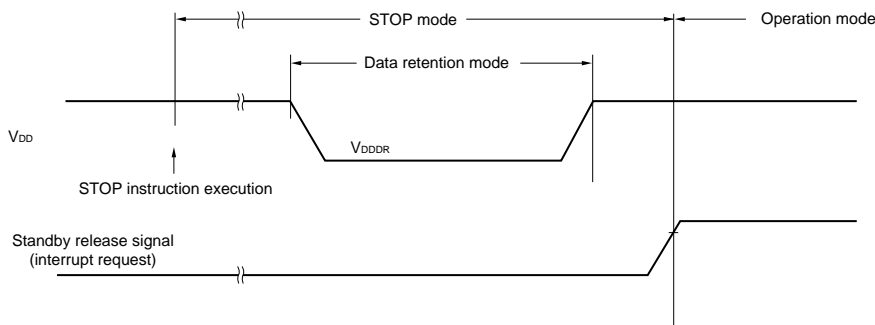 STOP mode
Operation mode
Data retention mode
VDD
VDDDR
STOP instruction execution
Standby release signal
(interrupt request)